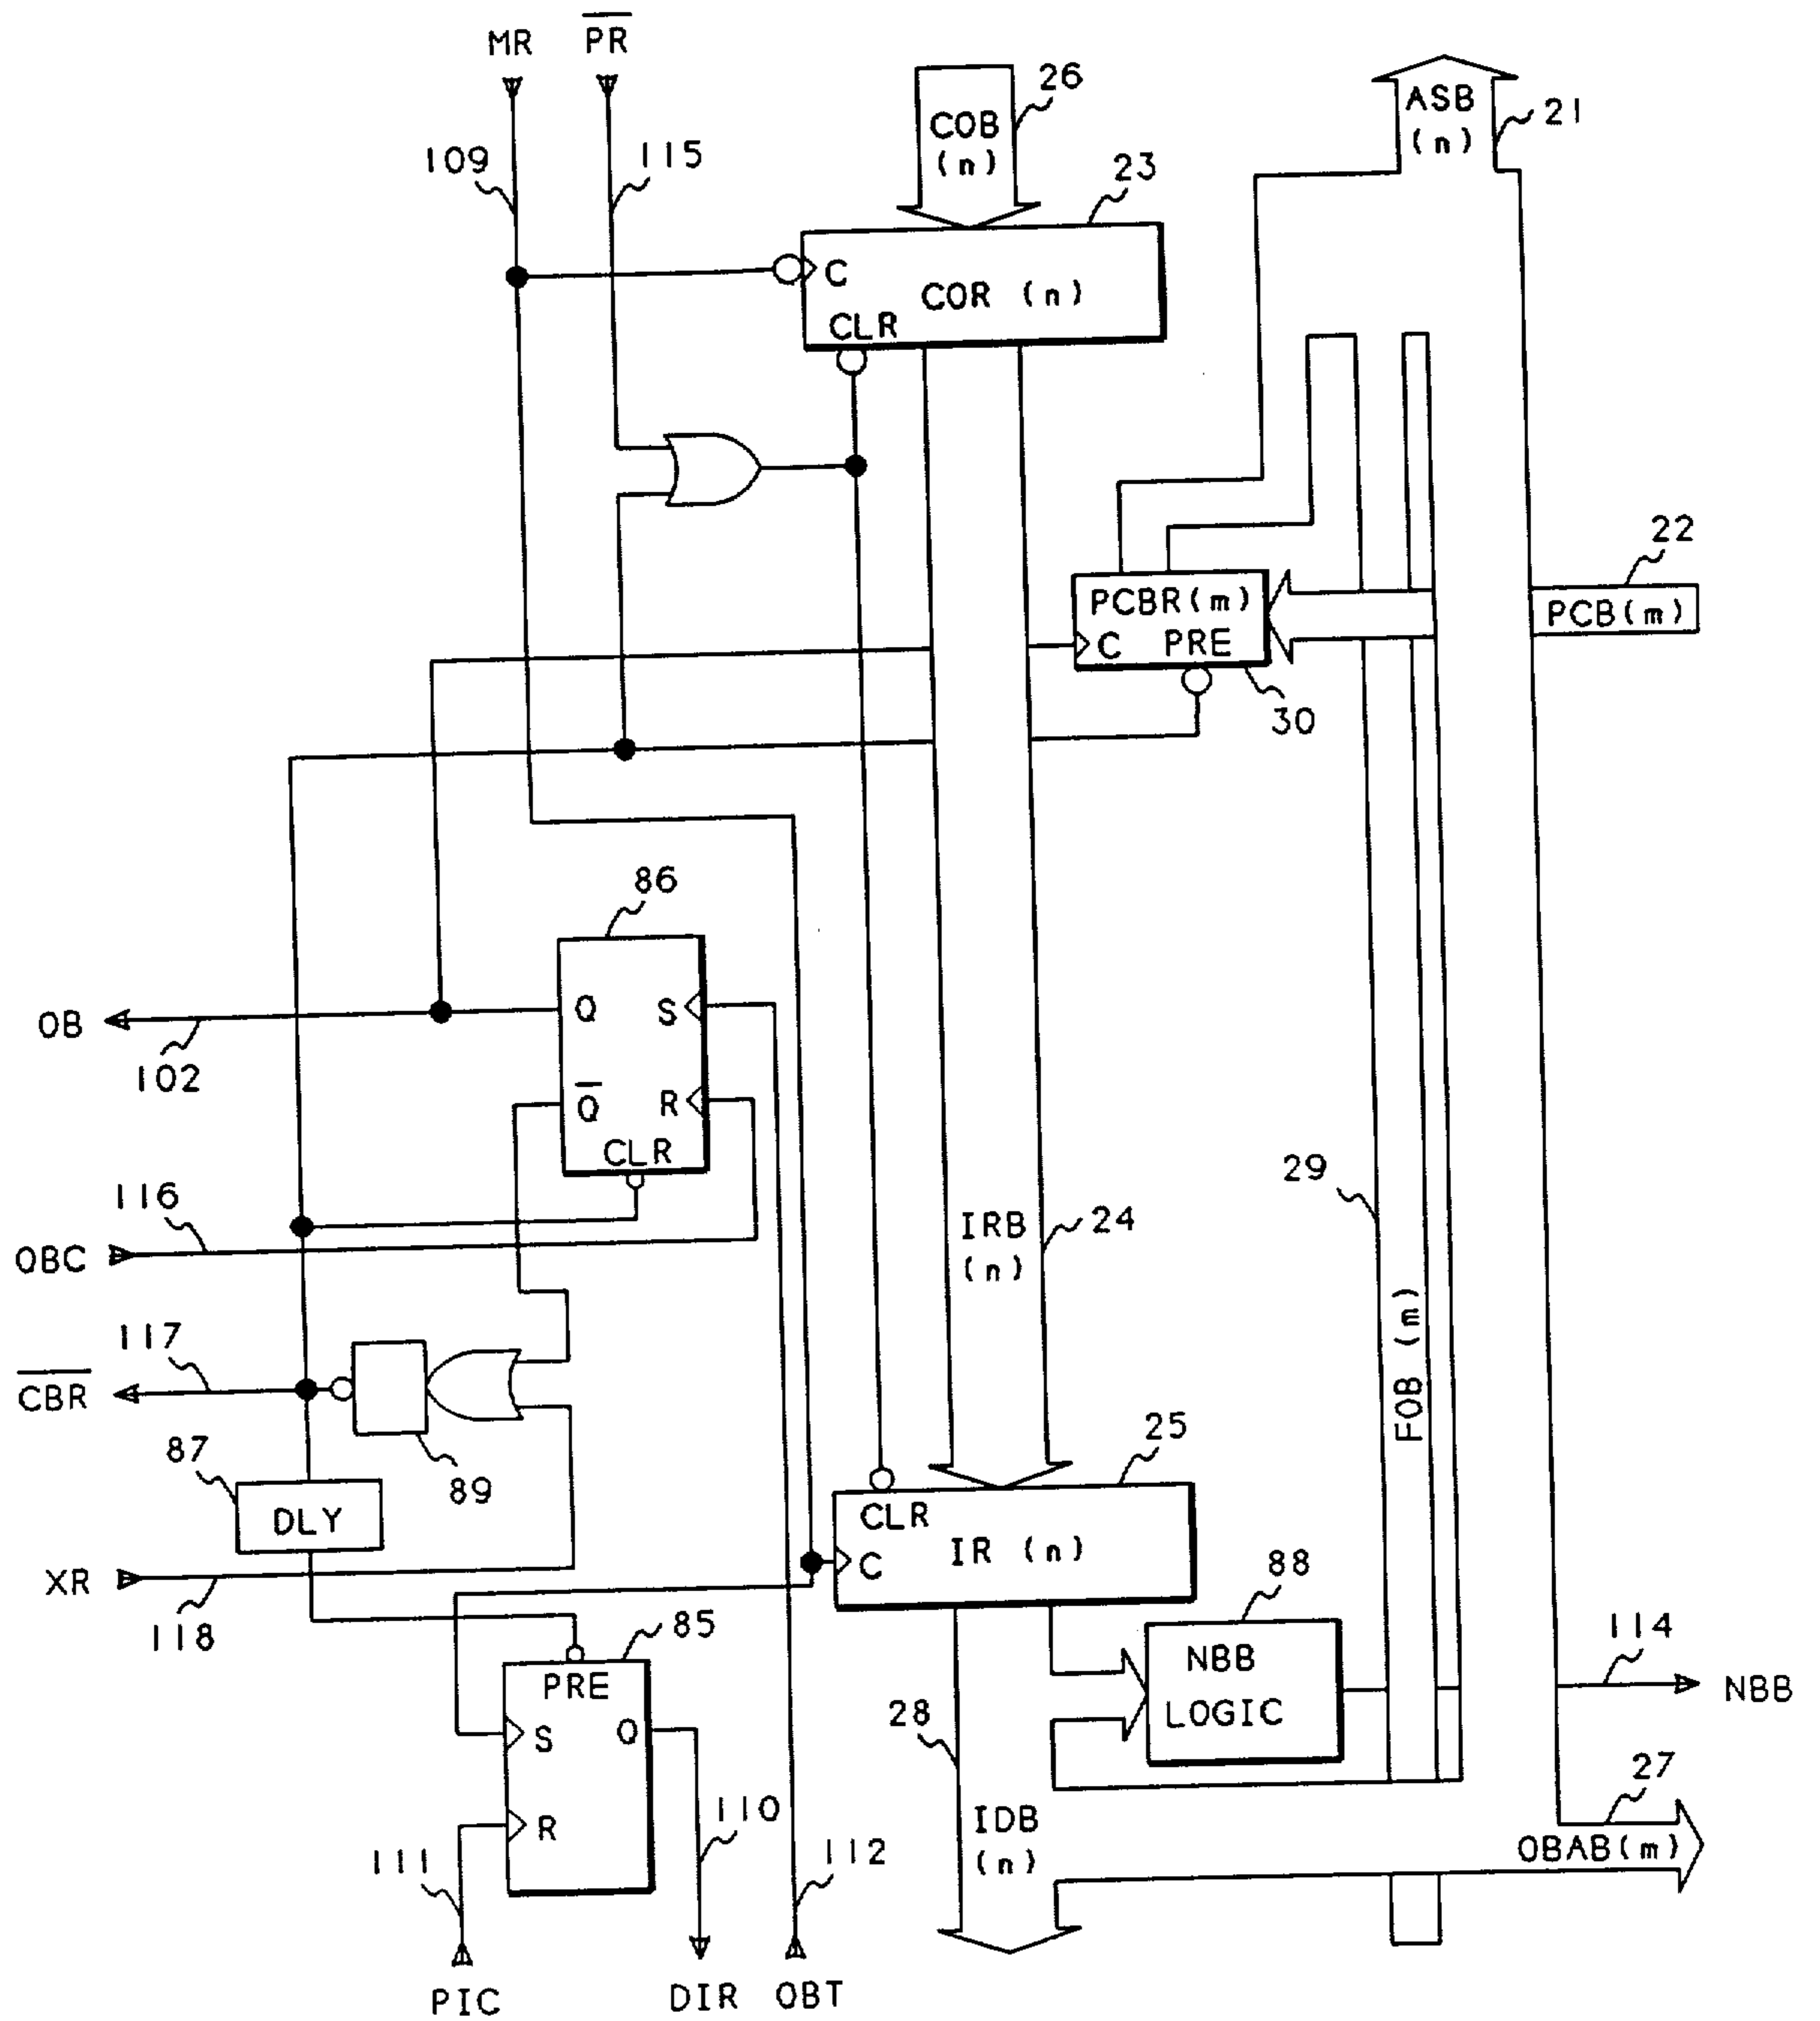 MR
PR
26
COB
(n)
ASB
(n)
21
109
115
23
C
COR (n)
CLR
22
PCBR(m)
C PRE
PCB(m)
30
86
Q S
OB
102
Q R
CLR
29
116
IRB
(n)
24
OBC
117
CBR
FOB (m)
87
89
25
DLY
CLR
IR (n)
C
XR
118
88
85
PRE
NBB
LOGIC
114
NBB
S Q
28
27
110
R
IDB
(n)
OBAB(m)
111
112
PIC
DIR
OBT